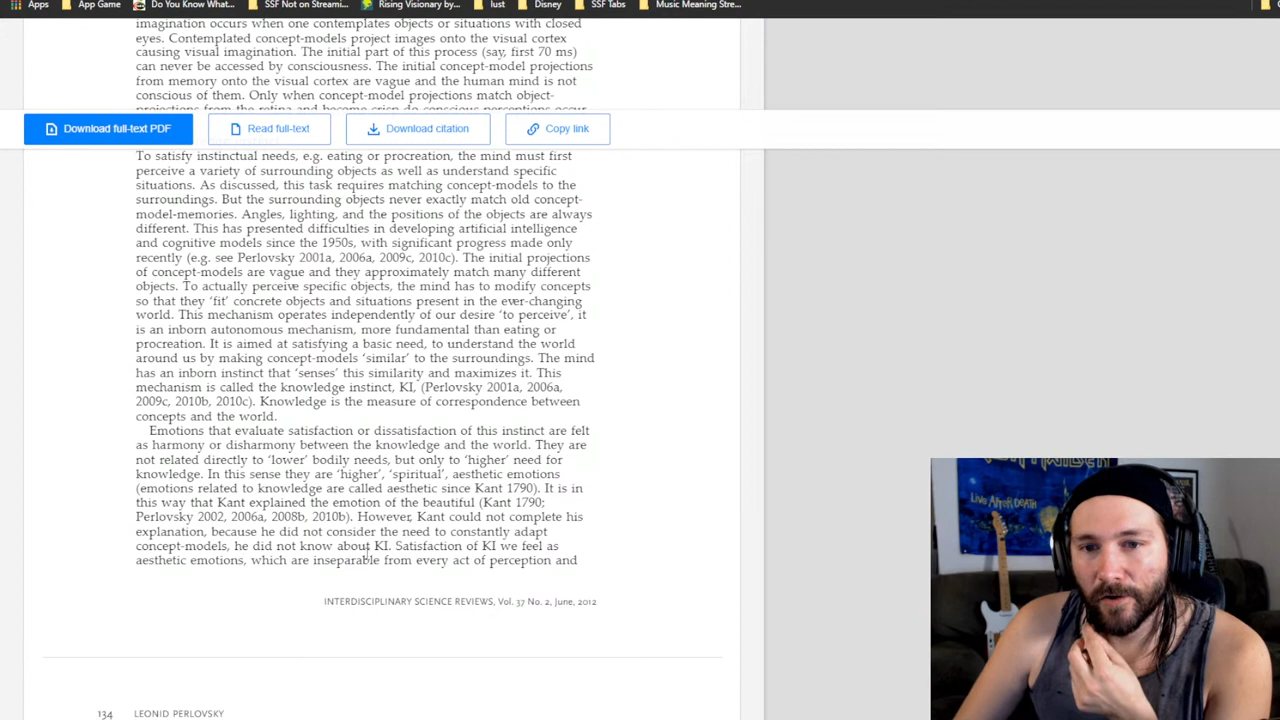 Apps
App Game
Do You Know What...
SSF Not on Streami...
Rising Visionary by...
lust
Disney
SSF Tabs
Music Meaning Stre...
imagination occurs when one contemplates objects or situations with closed
eyes. Contemplated concept-models project images onto the visual cortex
causing visual imagination. The initial part of this process (say, first 70 ms)
can never be accessed by consciousness. The initial concept-model projections
from memory onto the visual cortex are vague and the human mind is not
conscious of them. Only when concept-model projections match object-
projections from the retina and become crisp do conscious perceptions occur
Download full-text PDF
Read full-text
Download citation
Copy link
To satisfy instinctual needs, e.g. eating or procreation, the mind must first
perceive a variety of surrounding objects as well as understand specific
situations. As discussed, this task requires matching concept-models to the
surroundings. But the surrounding objects never exactly match old concept-
model-memories. Angles, lighting, and the positions of the objects are always
different. This has presented difficulties in developing artificial intelligence
and cognitive models since the 1950s, with significant progress made only
recently (e.g. see Perlovsky 2001a, 2006a, 2009c, 2010c). The initial projections
of concept-models are vague and they approximately match many different
objects. To actually perceive specific objects, the mind has to modify concepts
so that they ‘fit’ concrete objects and situations present in the ever-changing
world. This mechanism operates independently of our desire ‘to perceive’, it
is an inborn autonomous mechanism, more fundamental than eating or
procreation. It is aimed at satisfying a basic need, to understand the world
around us by making concept-models ‘similar’ to the surroundings. The mind
has an inborn instinct that ‘senses’ this similarity and maximizes it. This
mechanism is called the knowledge instinct, KI, (Perlovsky 2001a, 2006a,
2009c, 2010b, 2010c). Knowledge is the measure of correspondence between
concepts and the world.
Emotions that evaluate satisfaction or dissatisfaction of this instinct are felt
as harmony or disharmony between the knowledge and the world. They are
not related directly to ‘lower’ bodily needs, but only to ‘higher’ need for
knowledge. In this sense they are ‘higher’, ‘spiritual’, aesthetic emotions
(emotions related to knowledge are called aesthetic since Kant 1790). It is in
this way that Kant explained the emotion of the beautiful (Kant 1790;
Perlovsky 2002, 2006a, 2008b, 2010b). However, Kant could not complete his
explanation, because he did not consider the need to constantly adapt
concept-models, he did not know about KI. Satisfaction of KI we feel as
aesthetic emotions, which are inseparable from every act of perception and
INTERDISCIPLINARY SCIENCE REVIEWS, Vol. 37 No. 2, June, 2012
134 LEONID PERLOVSKY
LIVE AFTER DEATH